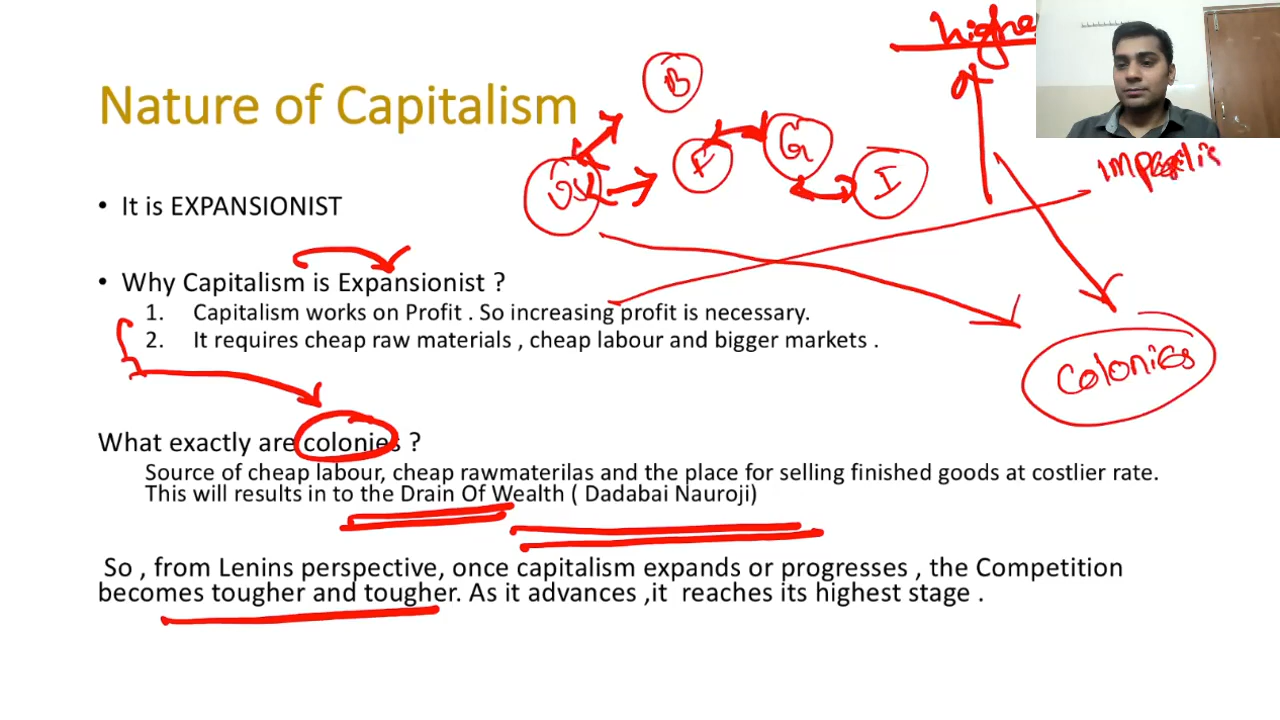 Nature of Capitalism
B
F
G
I
highe
of
imperialis
• It is EXPANSIONIST
• Why Capitalism is Expansionist ?
1. Capitalism works on Profit . So increasing profit is necessary.
2. It requires cheap raw materials , cheap labour and bigger markets .
Colonies
What exactly are colonies ?
Source of cheap labour, cheap rawmaterilas and the place for selling finished goods at costlier rate.
This will results in to the Drain Of Wealth ( Dadabai Nauroji)
So , from Lenins perspective, once capitalism expands or progresses , the Competition
becomes tougher and tougher. As it advances ,it reaches its highest stage .